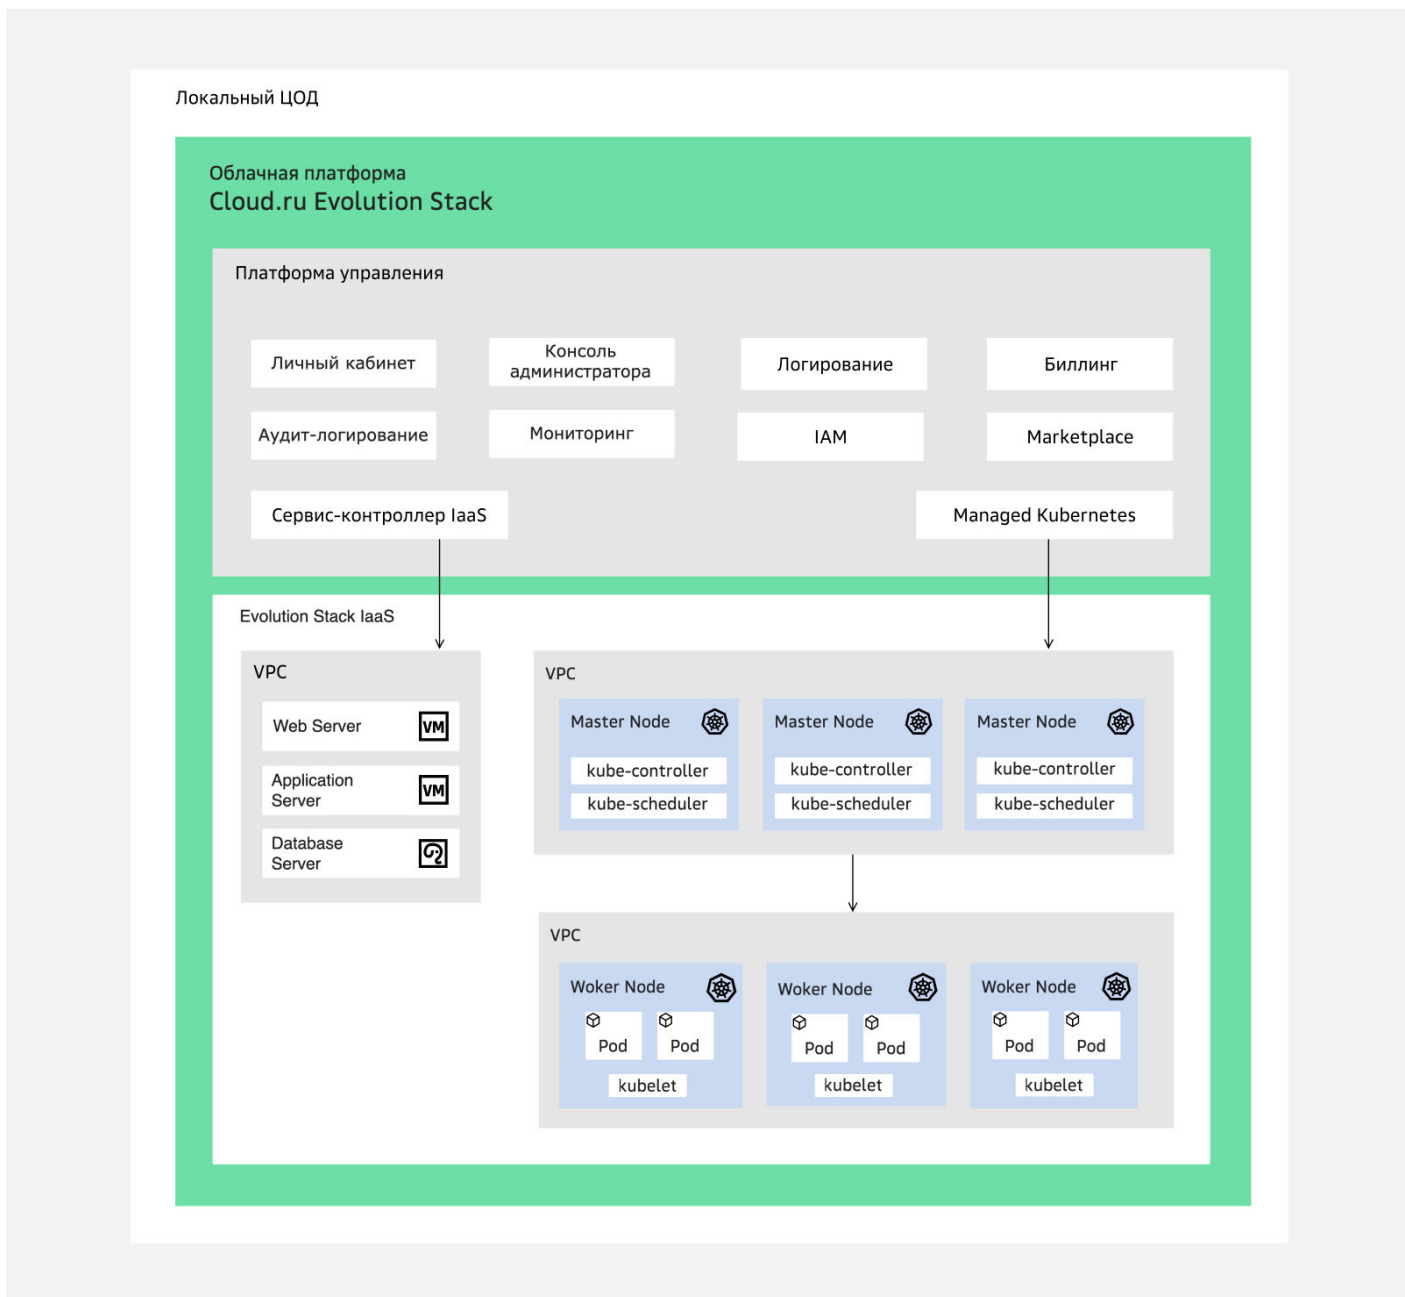 Локальный ЦОД
Облачная платформа
Cloud.ru Evolution Stack
Платформа управления
Личный кабинет
Консоль
администратора
Логирование
Биллинг
Аудит-логирование
Мониторинг
IAM
Marketplace
Сервис-контроллер IaaS
Managed Kubernetes
Evolution Stack IaaS
VPC
Web Server
VM
Application
Server
VM
Database
Server
VPC
Master Node
kube-controller
kube-scheduler
Master Node
kube-controller
kube-scheduler
Master Node
kube-controller
kube-scheduler
VPC
Woker Node
Pod
Pod
kubelet
Woker Node
Pod
Pod
kubelet
Woker Node
Pod
Pod
kubelet